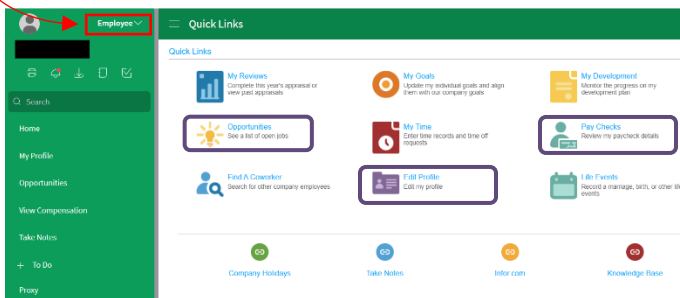 Employee
Quick Links
Quick Links
Search
Home
My Profile
Opportunities
View Compensation
Take Notes
+ To Do
Proxy
My Reviews
Complete this year's appraisal or
view past appraisals
My Goals
Update my individual goals and align
them with our company goals
My Development
Monitor the progress on my
development plan
Opportunities
See a list of open jobs
My Time
Enter time records and time off
requests
Pay Checks
Review my paycheck details
Find A Coworker
Search for other company employees
Edit Profile
Edit my profile
Life Events
Record a marriage, birth, or other life
events
Company Holidays
Take Notes
Infor.com
Knowledge Base